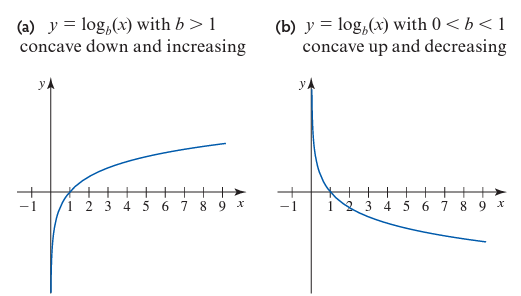 (a) y = log_b(x) with b > 1
concave down and increasing
y
−1 1 2 3 4 5 6 7 8 9 x
(b) y = log_b(x) with 0 < b < 1
concave up and decreasing
y
−1 1 2 3 4 5 6 7 8 9 x